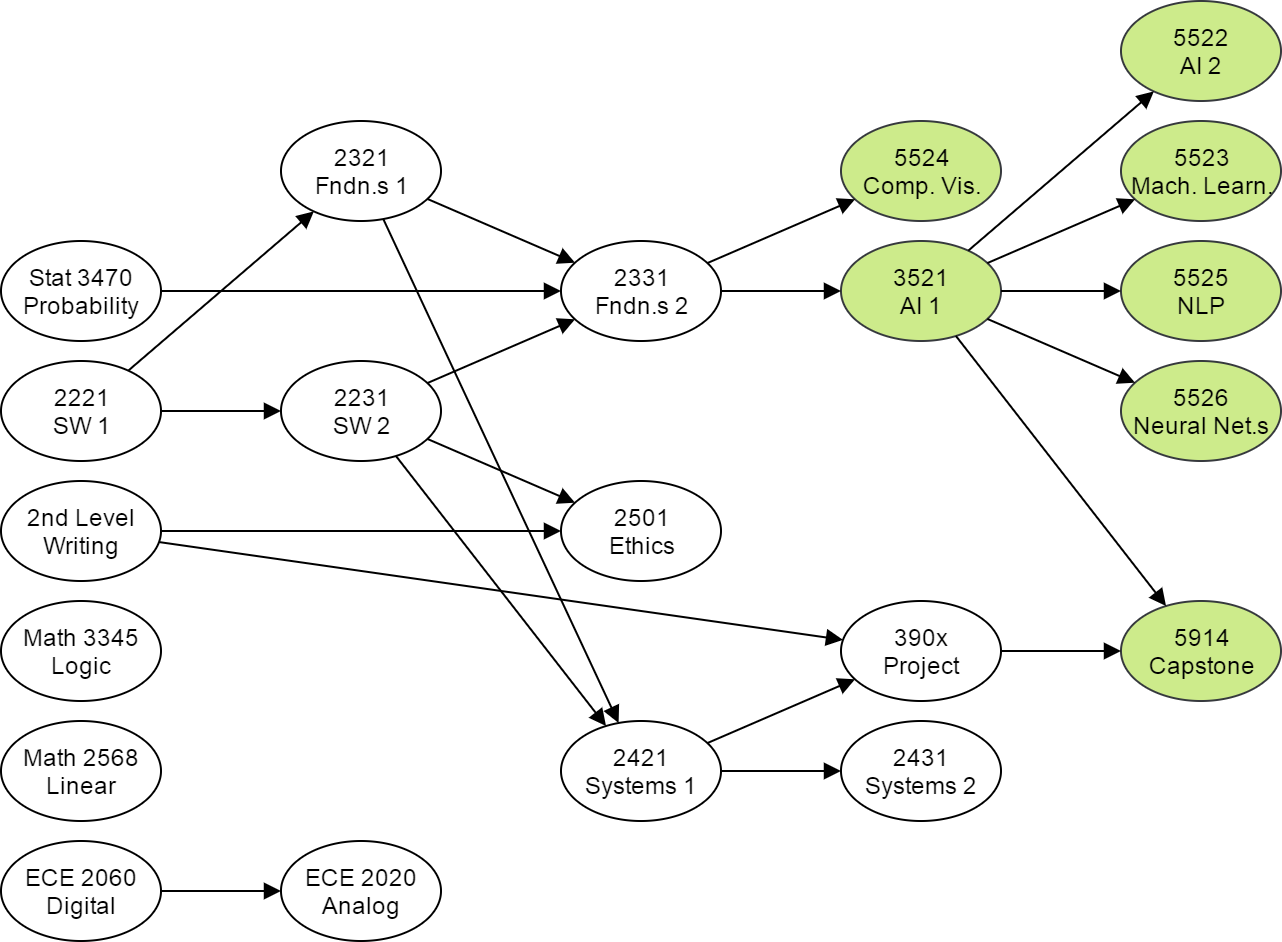 5522
AI 2
2321
Fndn.s 1
5524
Comp. Vis.
5523
Mach. Learn.
Stat 3470
Probability
2331
Fndn.s 2
3521
AI 1
5525
NLP
2221
SW 1
2231
SW 2
5526
Neural Net.s
2nd Level
Writing
2501
Ethics
Math 3345
Logic
390x
Project
5914
Capstone
Math 2568
Linear
2421
Systems 1
2431
Systems 2
ECE 2060
Digital
ECE 2020
Analog